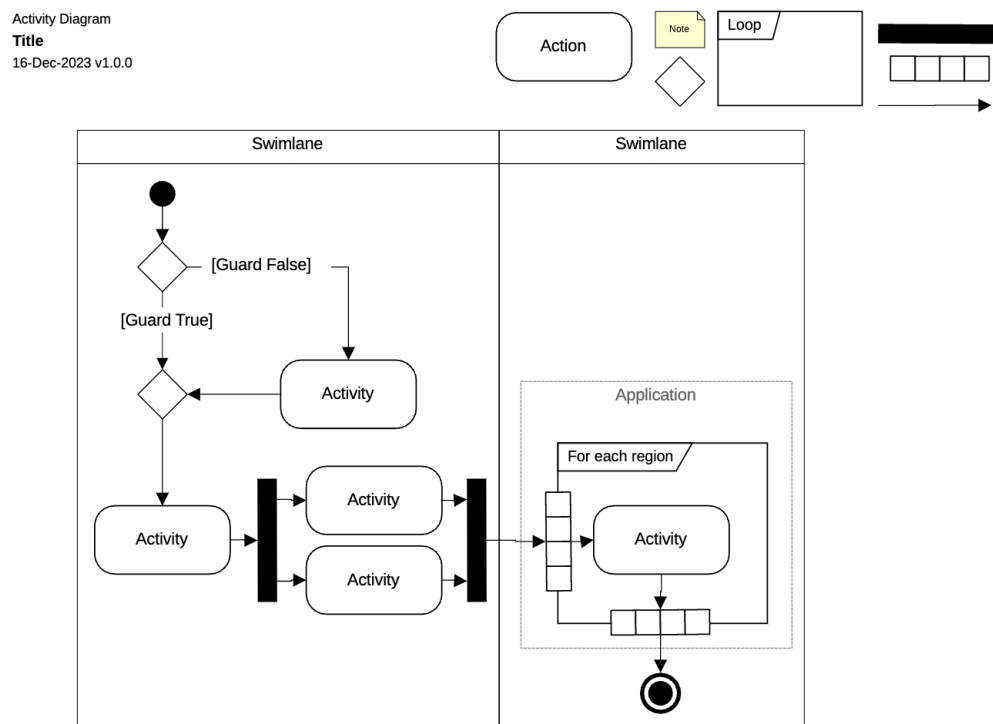 Activity Diagram
Title
16-Dec-2023 v1.0.0
Action
Note
Loop
Swimlane
Swimlane
[Guard False]
[Guard True]
Activity
Application
For each region
Activity
Activity
Activity
Activity